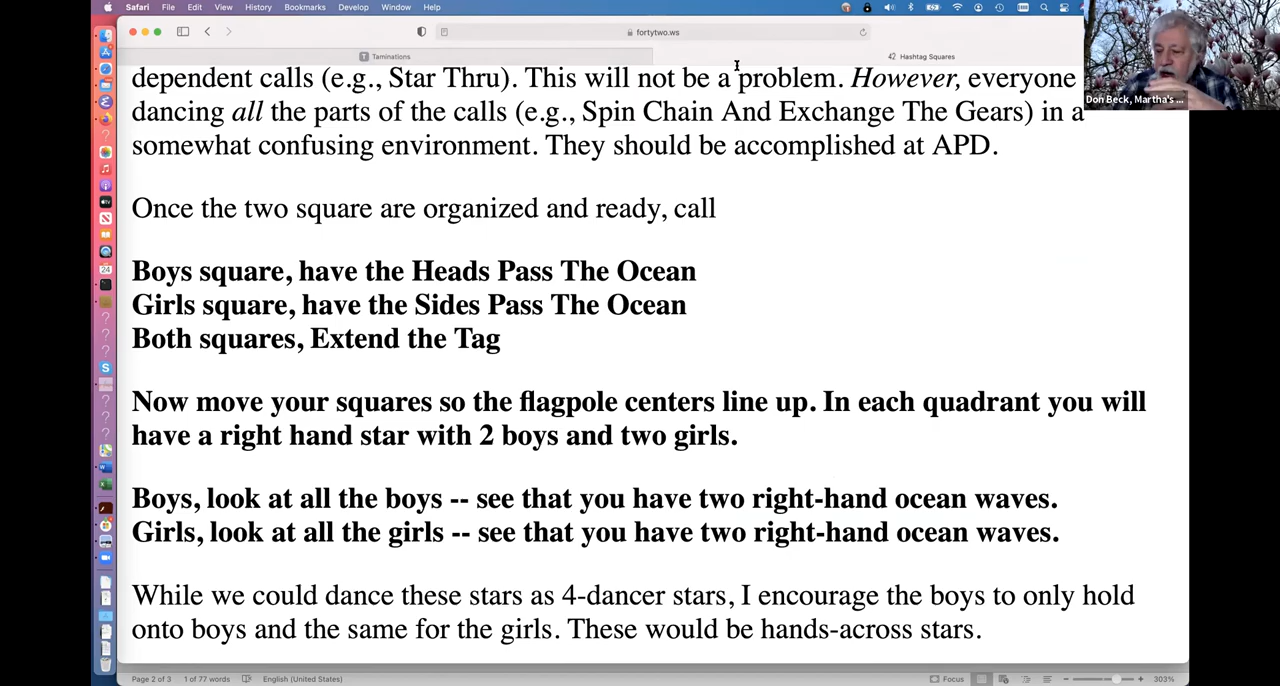 Safari File Edit View History Bookmarks Develop Window Help
fortytwo.ws
Taminations
42 Hashtag Squares
dependent calls (e.g., Star Thru). This will not be a problem. However, everyone
dancing all the parts of the calls (e.g., Spin Chain And Exchange The Gears) in a
somewhat confusing environment. They should be accomplished at APD.
Once the two square are organized and ready, call
Boys square, have the Heads Pass The Ocean
Girls square, have the Sides Pass The Ocean
Both squares, Extend the Tag
Now move your squares so the flagpole centers line up. In each quadrant you will
have a right hand star with 2 boys and two girls.
Boys, look at all the boys -- see that you have two right-hand ocean waves.
Girls, look at all the girls -- see that you have two right-hand ocean waves.
While we could dance these stars as 4-dancer stars, I encourage the boys to only hold
onto boys and the same for the girls. These would be hands-across stars.
Don Beck, Martha's ...
Page 2 of 3 1 of 77 words English (United States) Focus 303%